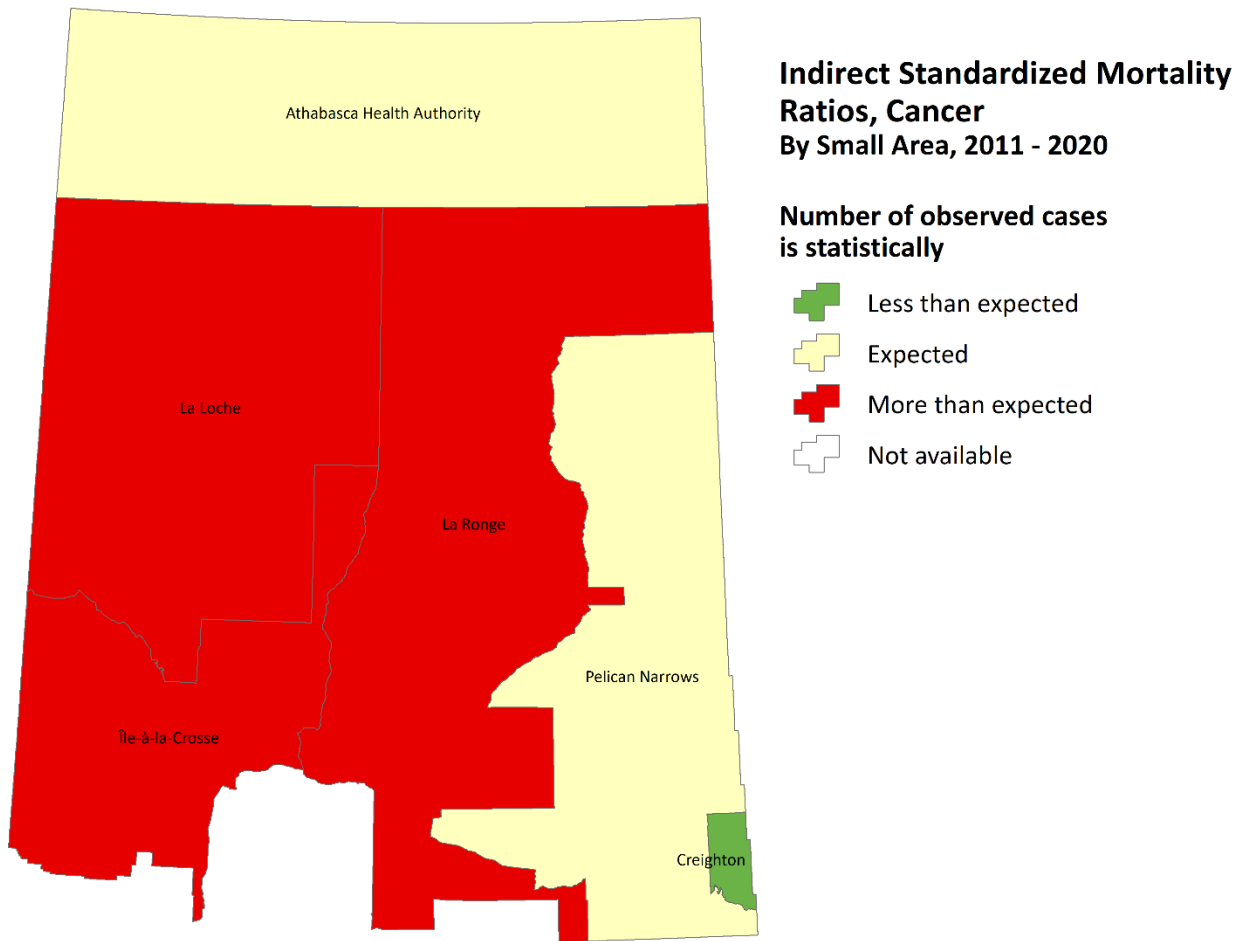 Indirect Standardized Mortality
Ratios, Cancer
By Small Area, 2011 - 2020
Number of observed cases
is statistically
Less than expected
Expected
More than expected
Not available
Athabasca Health Authority
La Loche
La Ronge
Pelican Narrows
Île-à-la-Crosse
Creighton